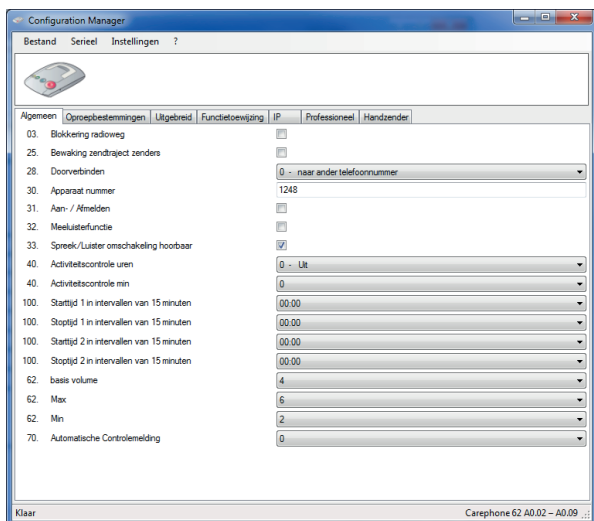 Configuration Manager
Bestand Serieel Instellingen ?
Algemeen Oproepbestemmingen Uitgebreid Functietoewijzing IP Professioneel Handzender
03. Blokkering radioweg
25. Bewaking zendtraject zenders
28. Doorverbinden 0 - naar ander telefoonnummer
30. Apparaat nummer 1248
31. Aan- / Afmelden
32. Meeluisterfunctie
33. Spreek/Luister omschakeling hoorbaar
40. Activiteitscontrole uren 0 - Uit
40. Activiteitscontrole min 0
100. Starttijd 1 in intervallen van 15 minuten 00:00
100. Stoptijd 1 in intervallen van 15 minuten 00:00
100. Starttijd 2 in intervallen van 15 minuten 00:00
100. Stoptijd 2 in intervallen van 15 minuten 00:00
62. basis volume 4
62. Max 6
62. Min 2
70. Automatische Controlemelding 0
Klaar Carephone 62 A0.02 – A0.09